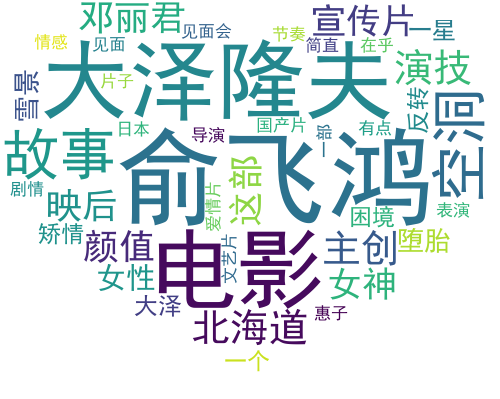 邓丽君
宣传片
情感
见面
见面会
节奏
一星
简直
在乎
大泽隆夫
演技
雪景
片子
反转
空洞
日本
导演
国产片
一部
有点
故事
俞飞鸿
剧情
映后
爱情片
这部
困境
表演
矫情
颜值
电影
文艺片
主创
堕胎
女性
女神
大泽
北海道
惠子
一个